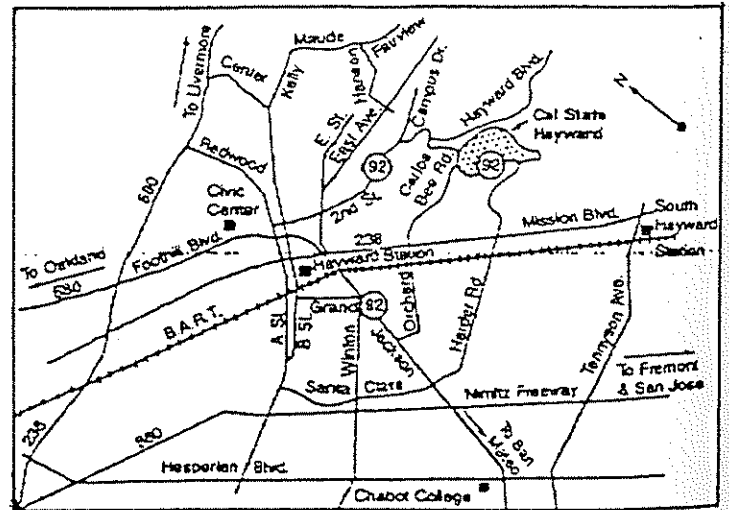 Maude
Fairview
To Livermore
Center
Kelly
Hanson
Campus Dr.
Hayward Blvd.
N
E St.
East Ave.
Cal State
Hayward
Redwood
92
Carlos
Bee Rd.
92
680
Civic
Center
2nd St.
Mission Blvd.
South
Hayward
Station
238
To Oakland
Foothill Blvd.
580
Hayward Station
B.A.R.T.
A St.
B St.
Grand
92
Orchard
Harder Rd.
Winton
Jackson
Tennyson Ave.
To Fremont
& San Jose
Santa Clara
Nimitz Freeway
238
880
To San
Mateo
Hesperian Blvd.
Chabot College